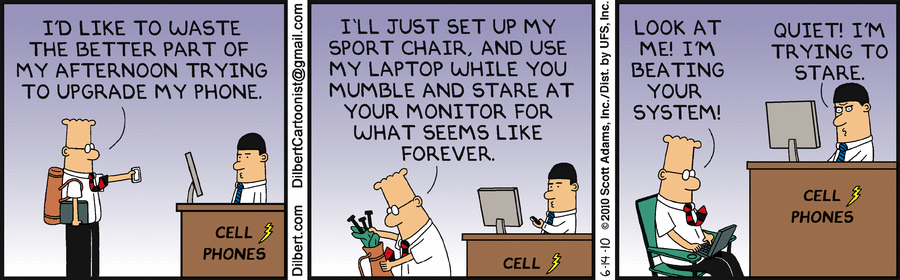 I'D LIKE TO WASTE
THE BETTER PART OF
MY AFTERNOON TRYING
TO UPGRADE MY PHONE.
CELL
PHONES
Dilbert.com DilbertCartoonist@gmail.com
I'LL JUST SET UP MY
SPORT CHAIR, AND USE
MY LAPTOP WHILE YOU
MUMBLE AND STARE AT
YOUR MONITOR FOR
WHAT SEEMS LIKE
FOREVER.
CELL
6-14-10 © 2010 Scott Adams, Inc./Dist. by UFS, Inc.
LOOK AT
ME! I'M
BEATING
YOUR
SYSTEM!
QUIET! I'M
TRYING TO
STARE.
CELL
PHONES